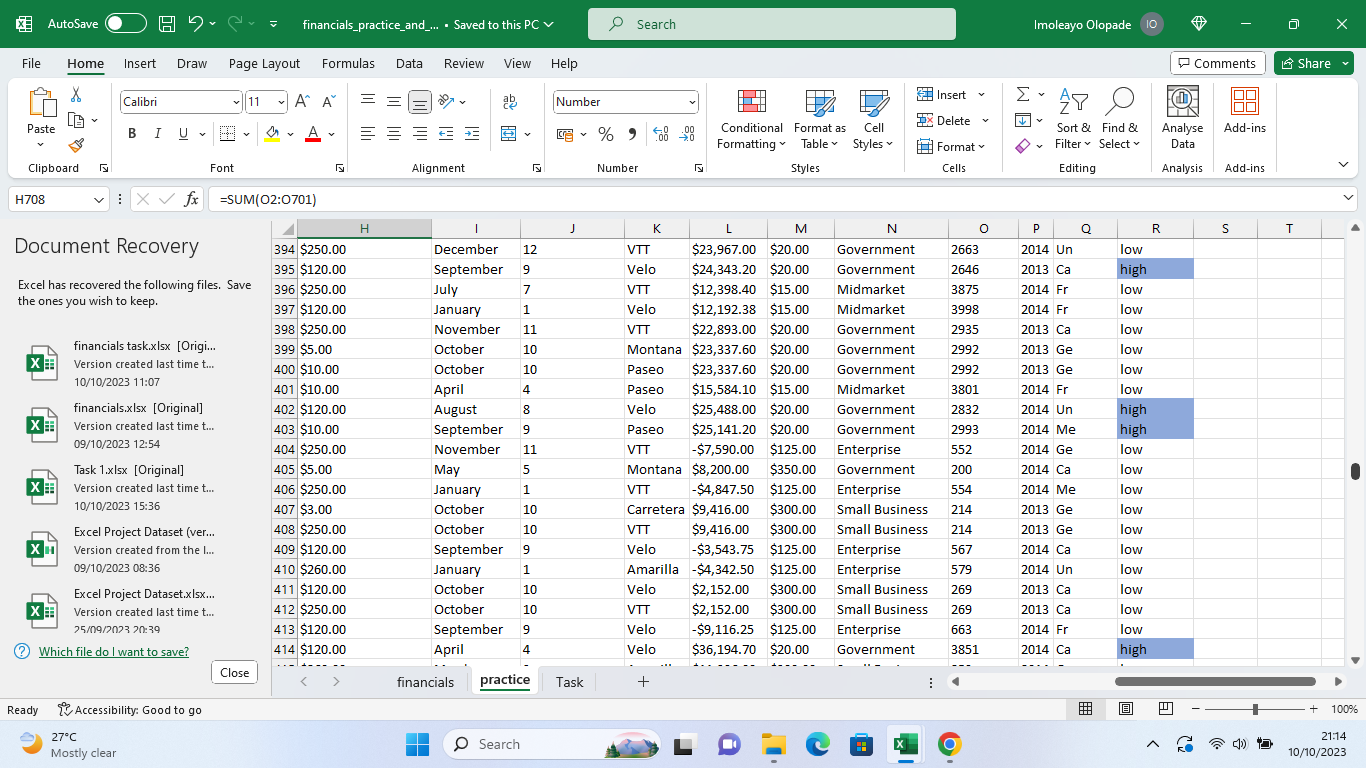 AutoSave financials_practice_and_... • Saved to this PC Search Imoleayo Olopade IO
File Home Insert Draw Page Layout Formulas Data Review View Help Comments Share
Calibri 11 A A ab Number Insert Σ
Paste B I U A % Conditional Formatting Format as Table Cell Styles Delete Format Sort & Filter Find & Select Analyse Data Add-ins
Clipboard Font Alignment Number Styles Cells Editing Analysis Add-ins
H708 fx =SUM(O2:O701)
Document Recovery
Excel has recovered the following files. Save
the ones you wish to keep.
financials task.xlsx [Origi...
Version created last time t...
10/10/2023 11:07
financials.xlsx [Original]
Version created last time t...
09/10/2023 12:54
Task 1.xlsx [Original]
Version created last time t...
10/10/2023 15:36
Excel Project Dataset (ver...
Version created from the l...
09/10/2023 08:36
Excel Project Dataset.xlsx...
Version created last time t...
25/09/2023 20:39
Which file do I want to save?
Close
H I J K L M N O P Q R S T
394 $250.00 December 12 VTT $23,967.00 $20.00 Government 2663 2014 Un low
395 $120.00 September 9 Velo $24,343.20 $20.00 Government 2646 2013 Ca high
396 $250.00 July 7 VTT $12,398.40 $15.00 Midmarket 3875 2014 Fr low
397 $120.00 January 1 Velo $12,192.38 $15.00 Midmarket 3998 2014 Fr low
398 $250.00 November 11 VTT $22,893.00 $20.00 Government 2935 2013 Ca low
399 $5.00 October 10 Montana $23,337.60 $20.00 Government 2992 2013 Ge low
400 $10.00 October 10 Paseo $23,337.60 $20.00 Government 2992 2013 Ge low
401 $10.00 April 4 Paseo $15,584.10 $15.00 Midmarket 3801 2014 Fr low
402 $120.00 August 8 Velo $25,488.00 $20.00 Government 2832 2014 Un high
403 $10.00 September 9 Paseo $25,141.20 $20.00 Government 2993 2014 Me high
404 $250.00 November 11 VTT -$7,590.00 $125.00 Enterprise 552 2014 Ge low
405 $5.00 May 5 Montana $8,200.00 $350.00 Government 200 2014 Ca low
406 $250.00 January 1 VTT -$4,847.50 $125.00 Enterprise 554 2014 Me low
407 $3.00 October 10 Carretera $9,416.00 $300.00 Small Business 214 2013 Ge low
408 $250.00 October 10 VTT $9,416.00 $300.00 Small Business 214 2013 Ge low
409 $120.00 September 9 Velo -$3,543.75 $125.00 Enterprise 567 2014 Ca low
410 $260.00 January 1 Amarilla -$4,342.50 $125.00 Enterprise 579 2014 Un low
411 $120.00 October 10 Velo $2,152.00 $300.00 Small Business 269 2013 Ca low
412 $250.00 October 10 VTT $2,152.00 $300.00 Small Business 269 2013 Ca low
413 $120.00 September 9 Velo -$9,116.25 $125.00 Enterprise 663 2014 Fr low
414 $120.00 April 4 Velo $36,194.70 $20.00 Government 3851 2014 Ca high
financials practice Task +
Ready Accessibility: Good to go 100%
27°C
Mostly clear
Search
21:14
10/10/2023